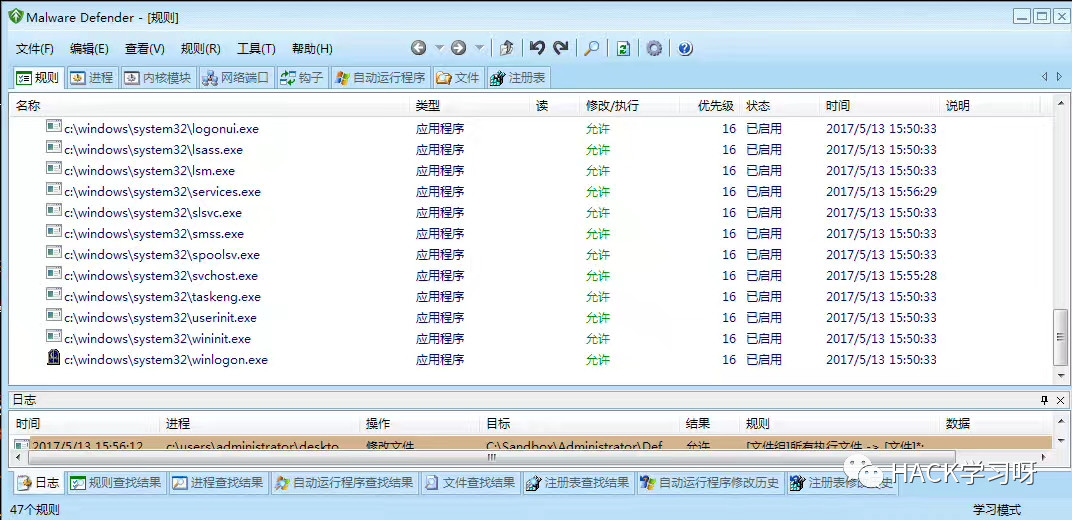 Malware Defender - [规则]
文件(F) 编辑(E) 查看(V) 规则(R) 工具(T) 帮助(H)
规则 进程 内核模块 网络端口 钩子 自动运行程序 文件 注册表
名称 类型 读 修改/执行 优先级 状态 时间 说明
c:\windows\system32\logonui.exe 应用程序 允许 16 已启用 2017/5/13 15:50:33
c:\windows\system32\lsass.exe 应用程序 允许 16 已启用 2017/5/13 15:50:33
c:\windows\system32\lsm.exe 应用程序 允许 16 已启用 2017/5/13 15:50:33
c:\windows\system32\services.exe 应用程序 允许 16 已启用 2017/5/13 15:56:29
c:\windows\system32\slsvc.exe 应用程序 允许 16 已启用 2017/5/13 15:50:33
c:\windows\system32\smss.exe 应用程序 允许 16 已启用 2017/5/13 15:50:33
c:\windows\system32\spoolsv.exe 应用程序 允许 16 已启用 2017/5/13 15:50:33
c:\windows\system32\svchost.exe 应用程序 允许 16 已启用 2017/5/13 15:55:28
c:\windows\system32\taskeng.exe 应用程序 允许 16 已启用 2017/5/13 15:50:33
c:\windows\system32\userinit.exe 应用程序 允许 16 已启用 2017/5/13 15:50:33
c:\windows\system32\wininit.exe 应用程序 允许 16 已启用 2017/5/13 15:50:33
c:\windows\system32\winlogon.exe 应用程序 允许 16 已启用 2017/5/13 15:50:33
日志
时间 进程 操作 目标 结果 规则 数据
2017/5/13 15:56:12 c:\users\administrator\deskto 修改文件 C:\Sandbox\Administrator\Def 允许 [文件组]所有执行文件 -> [文件]*:
日志 规则查找结果 进程查找结果 自动运行程序查找结果 文件查找结果 注册表查找结果 自动运行程序修改历史 注册表修改历史
HACK学习呀
47个规则 学习模式